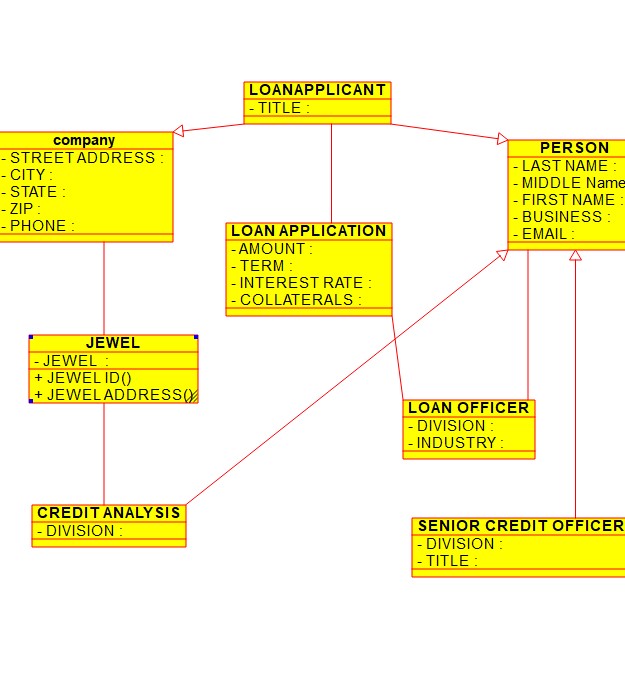 LOANAPPLICANT
- TITLE :
company
- STREET ADDRESS :
- CITY :
- STATE :
- ZIP :
- PHONE :
PERSON
- LAST NAME :
- MIDDLE Name
- FIRST NAME :
- BUSINESS :
- EMAIL :
LOAN APPLICATION
- AMOUNT :
- TERM :
- INTEREST RATE :
- COLLATERALS :
JEWEL
- JEWEL :
+ JEWEL ID()
+ JEWEL ADDRESS()
LOAN OFFICER
- DIVISION :
- INDUSTRY :
CREDIT ANALYSIS
- DIVISION :
SENIOR CREDIT OFFICER
- DIVISION :
- TITLE :